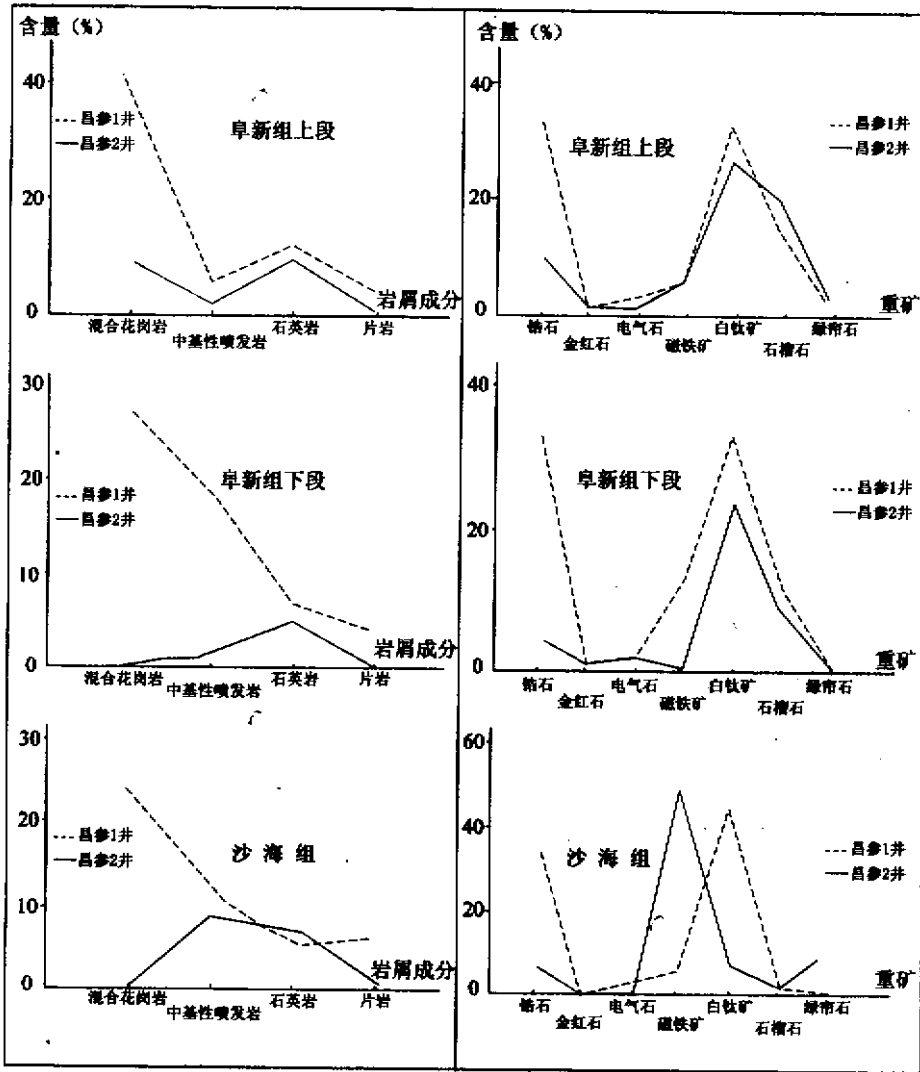 含量(%)
40
昌参1井
昌参2井
阜新组上段
20
岩屑成分
0
混合花岗岩
中基性喷发岩
石英岩
片岩
30
20
阜新组下段
昌参1井
昌参2井
10
岩屑成分
0
混合花岗岩
中基性喷发岩
石英岩
片岩
30
20
昌参1井
昌参2井
沙海组
10
岩屑成分
0
混合花岗岩
中基性喷发岩
石英岩
片岩
含量(%)
40
昌参1井
昌参2井
阜新组上段
20
重矿
0
锆石
金红石
电气石
磁铁矿
白钛矿
石榴石
绿帘石
40
阜新组下段
昌参1井
昌参2井
20
重矿
0
锆石
金红石
电气石
磁铁矿
白钛矿
石榴石
绿帘石
60
40
沙海组
昌参1井
昌参2井
20
重矿
0
锆石
金红石
电气石
磁铁矿
白钛矿
石榴石
绿帘石